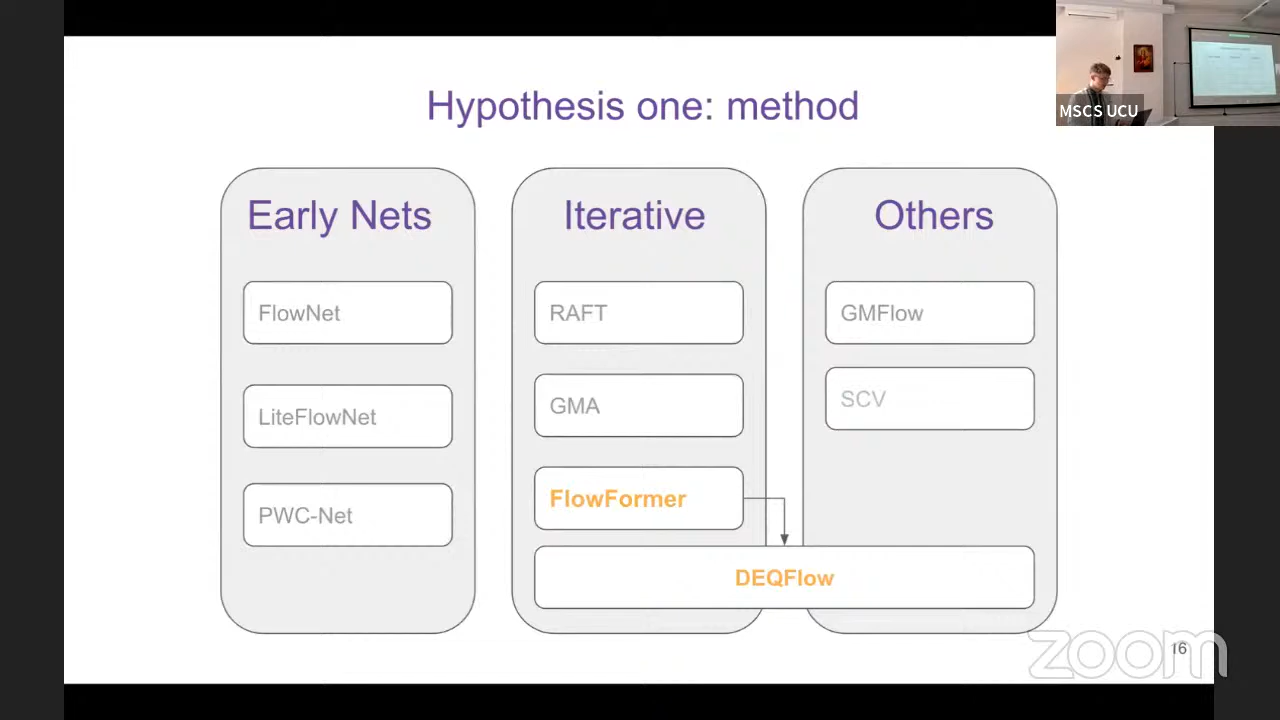 Hypothesis one: method
MSCS UCU
Early Nets
FlowNet
LiteFlowNet
PWC-Net
Iterative
RAFT
GMA
FlowFormer
Others
GMFlow
SCV
DEQFlow
zoom
16